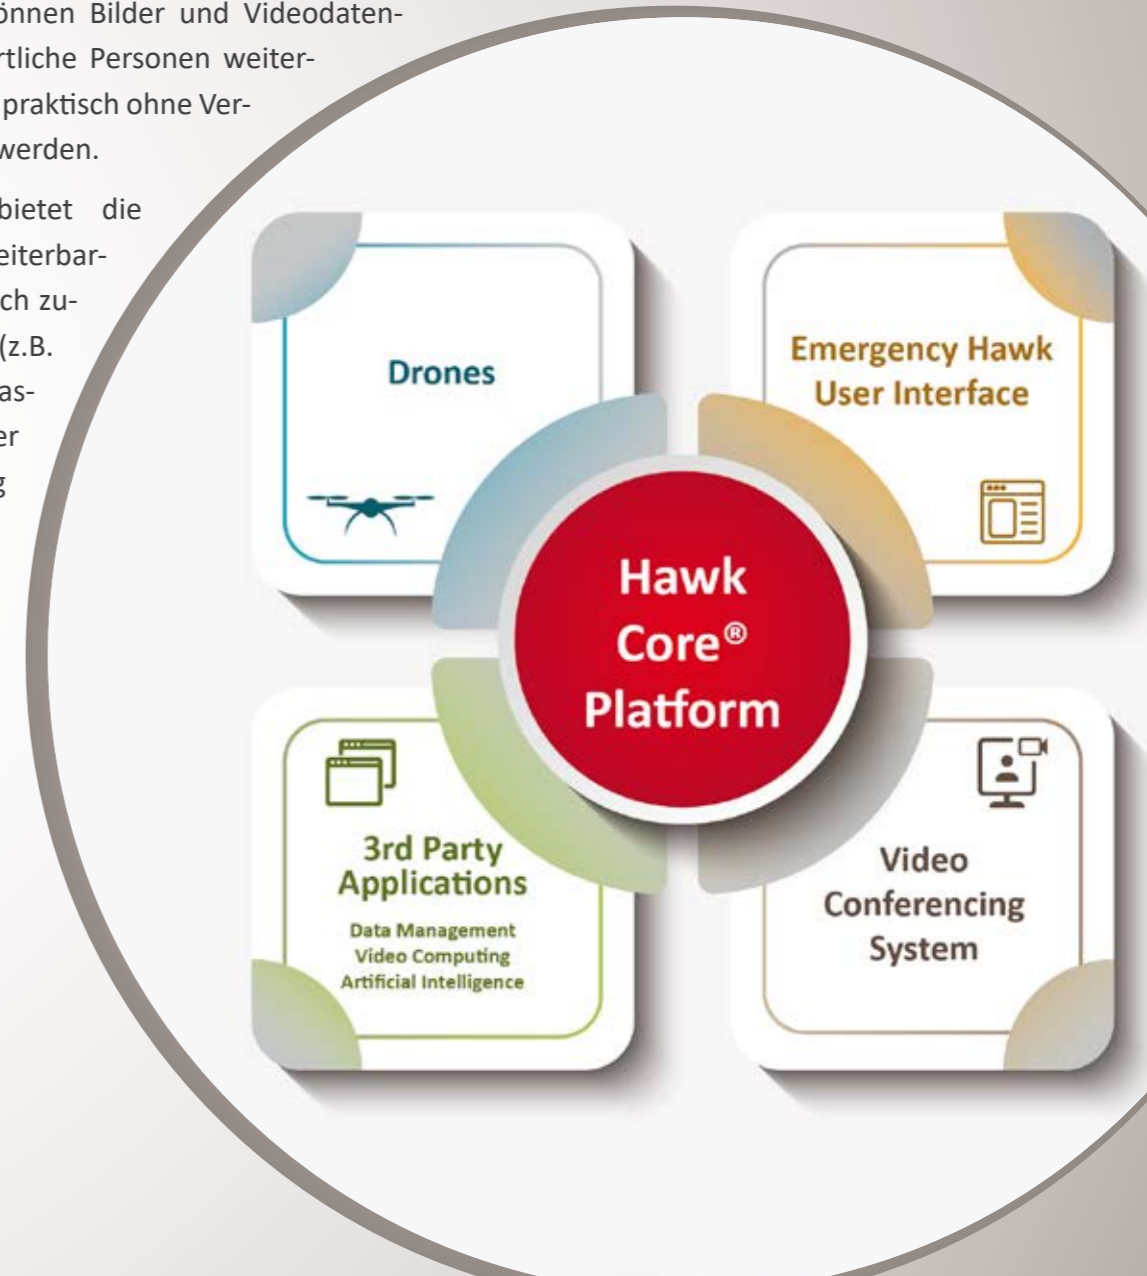 önnen Bilder und Videodaten-
rtliche Personen weiter-
praktisch ohne Ver-
werden.
bietet die
eiterbar-
ch zu-
(z.B.
as-
er
g
Drones
Emergency Hawk
User Interface
Hawk
Core®
Platform
3rd Party
Applications
Data Management
Video Computing
Artificial Intelligence
Video
Conferencing
System